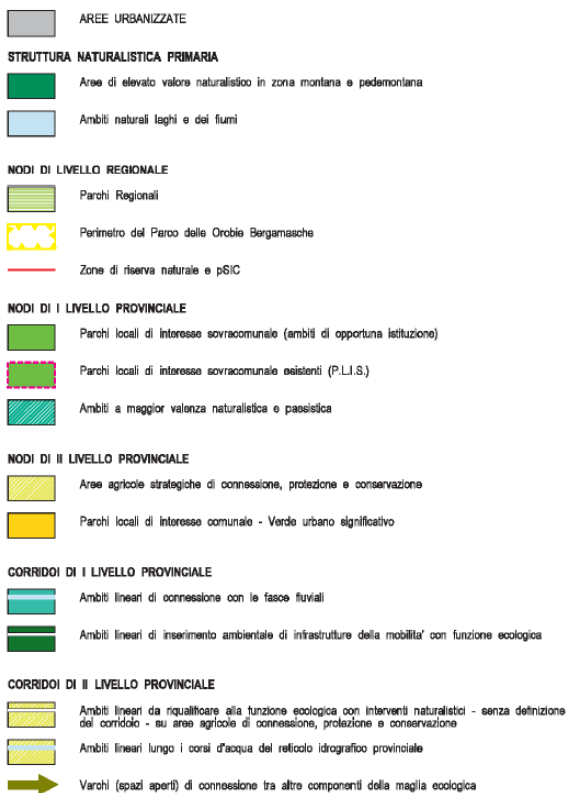 AREE URBANIZZATE
STRUTTURA NATURALISTICA PRIMARIA
Aree di elevato valore naturalistico in zona montana e pedemontana
Ambiti naturali laghi e dei fiumi
NODI DI LIVELLO REGIONALE
Parchi Regionali
Perimetro del Parco delle Orobie Bergamasche
Zone di riserva naturale e pSIC
NODI DI I LIVELLO PROVINCIALE
Parchi locali di interesse sovracomunale (ambiti di opportuna istituzione)
Parchi locali di interesse sovracomunale esistenti (P.L.I.S.)
Ambiti a maggior valenza naturalistica e paesistica
NODI DI II LIVELLO PROVINCIALE
Aree agricole strategiche di connessione, protezione e conservazione
Parchi locali di interesse comunale - Verde urbano significativo
CORRIDOI DI I LIVELLO PROVINCIALE
Ambiti lineari di connessione con le fasce fluviali
Ambiti lineari di inserimento ambientale di infrastrutture della mobilita' con funzione ecologica
CORRIDOI DI II LIVELLO PROVINCIALE
Ambiti lineari da riqualificare alla funzione ecologica con interventi naturalistici - senza definizione
del corridoio - su aree agricole di connessione, protezione e conservazione
Ambiti lineari lungo i corsi d'acqua del reticolo idrografico provinciale
Varchi (spazi aperti) di connessione tra altre componenti della maglia ecologica